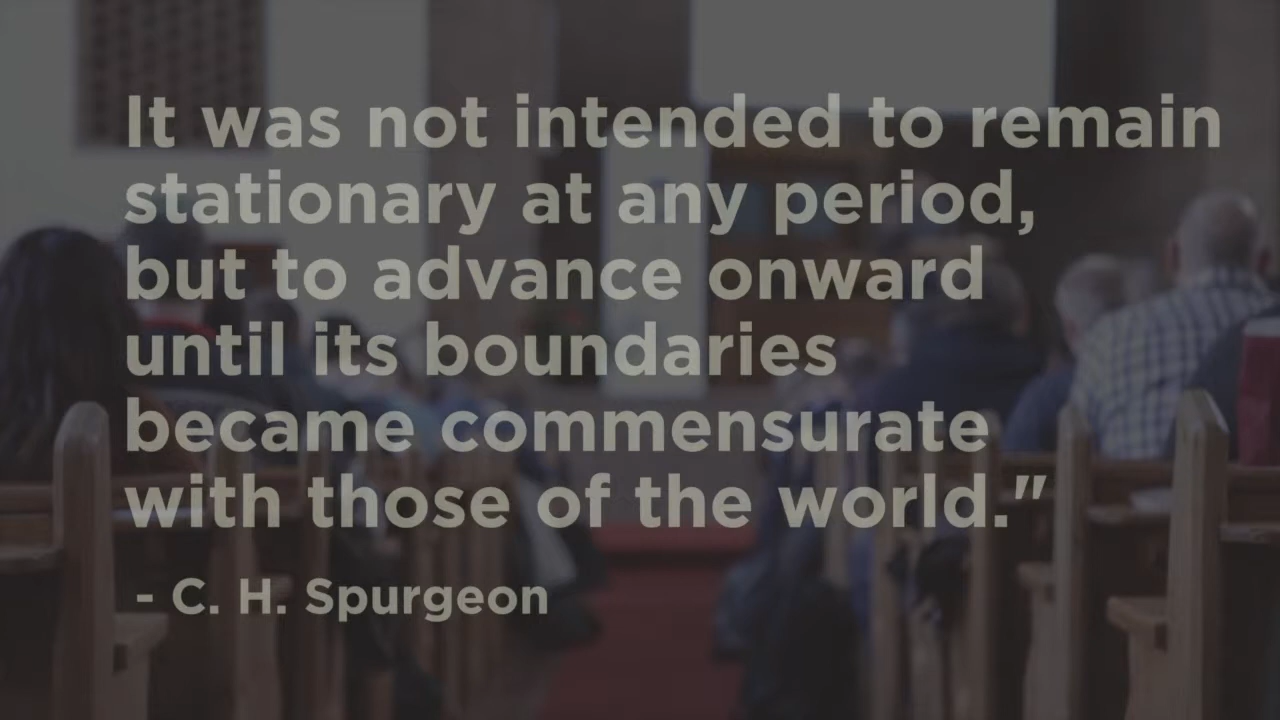 It was not intended to remain
stationary at any period,
but to advance onward
until its boundaries
became commensurate
with those of the world."
- C. H. Spurgeon